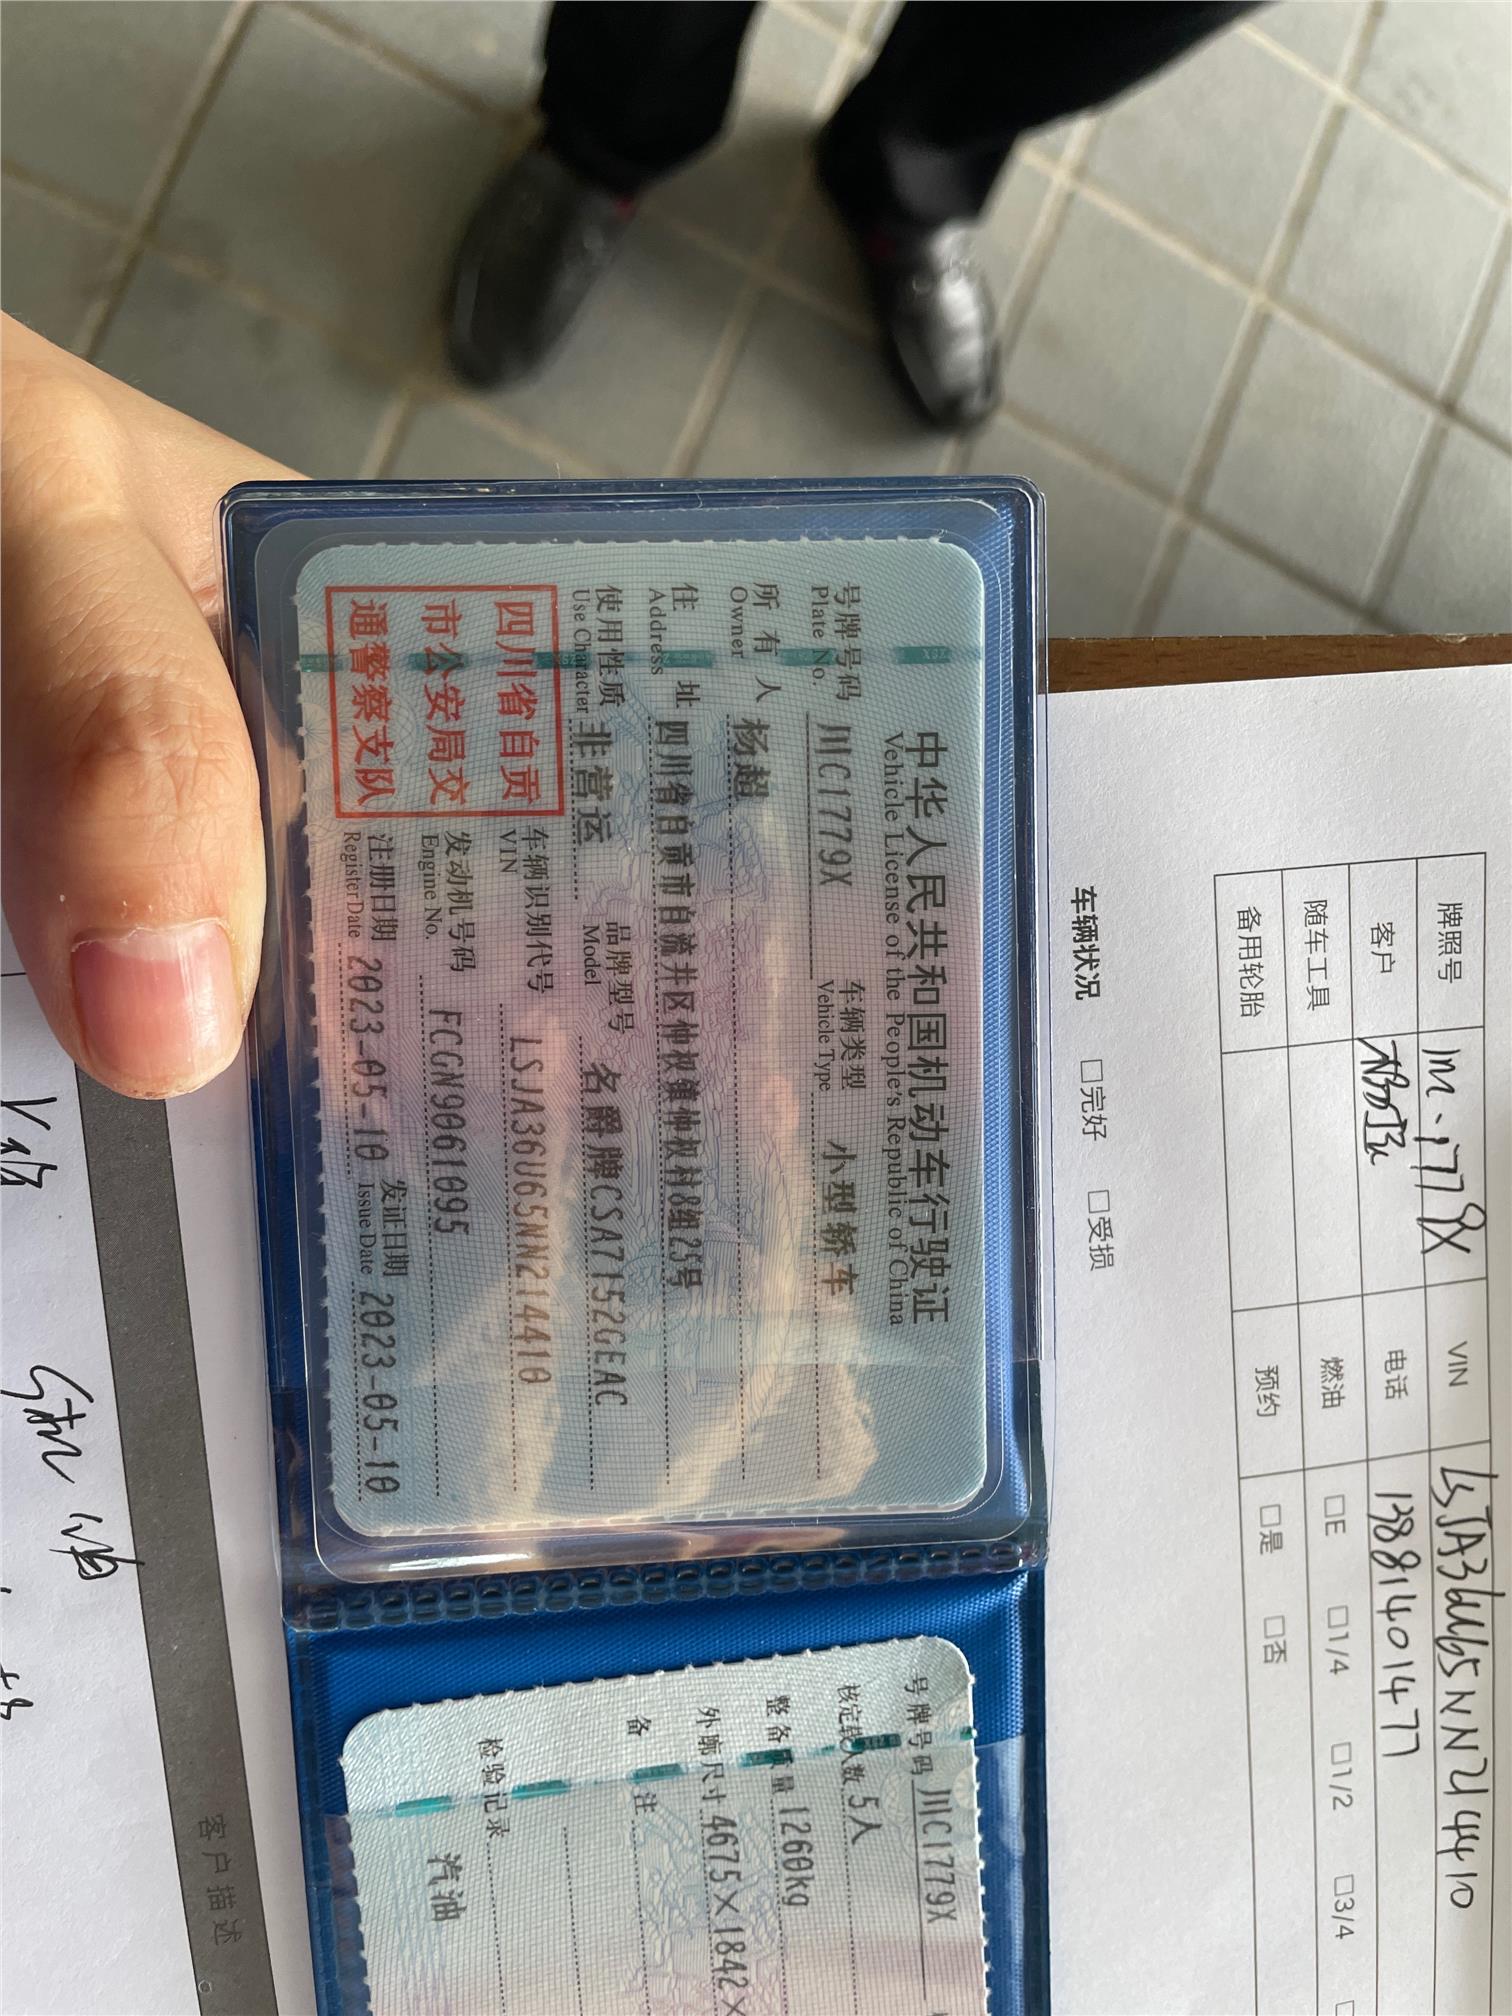 中华人民共和国机动车行驶证
Vehicle License of the People's Republic of China
号牌号码 川C1779X 车辆类型 小型轿车
Plate No. Vehicle Type
所有人 杨超
Owner
住址 四川省自贡市自流井区仲权镇仲权村8组25号
Address
使用性质 非营运 品牌型号 名爵牌CSA7152GEAC
Use Character Model
四川省自贡
市公安局交
通警察支队
车辆识别代号 LSJA36U65NN214410
VIN
发动机号码 FCGN9061095
Engine No.
注册日期 2023-05-10 发证日期 2023-05-10
Register Date Issue Date
号牌号码 川C1779X
核定载人数 5人
整备质量 1260kg
外廓尺寸 4675×1842×
备注
检验记录 汽油
牌照号 VIN LSJA36U65NN214410
客户 电话 13881401477
随车工具 燃油 □E □1/4 □1/2 □3/4
备用轮胎 预约 □是 □否
车辆状况 □完好 □受损
客户描述